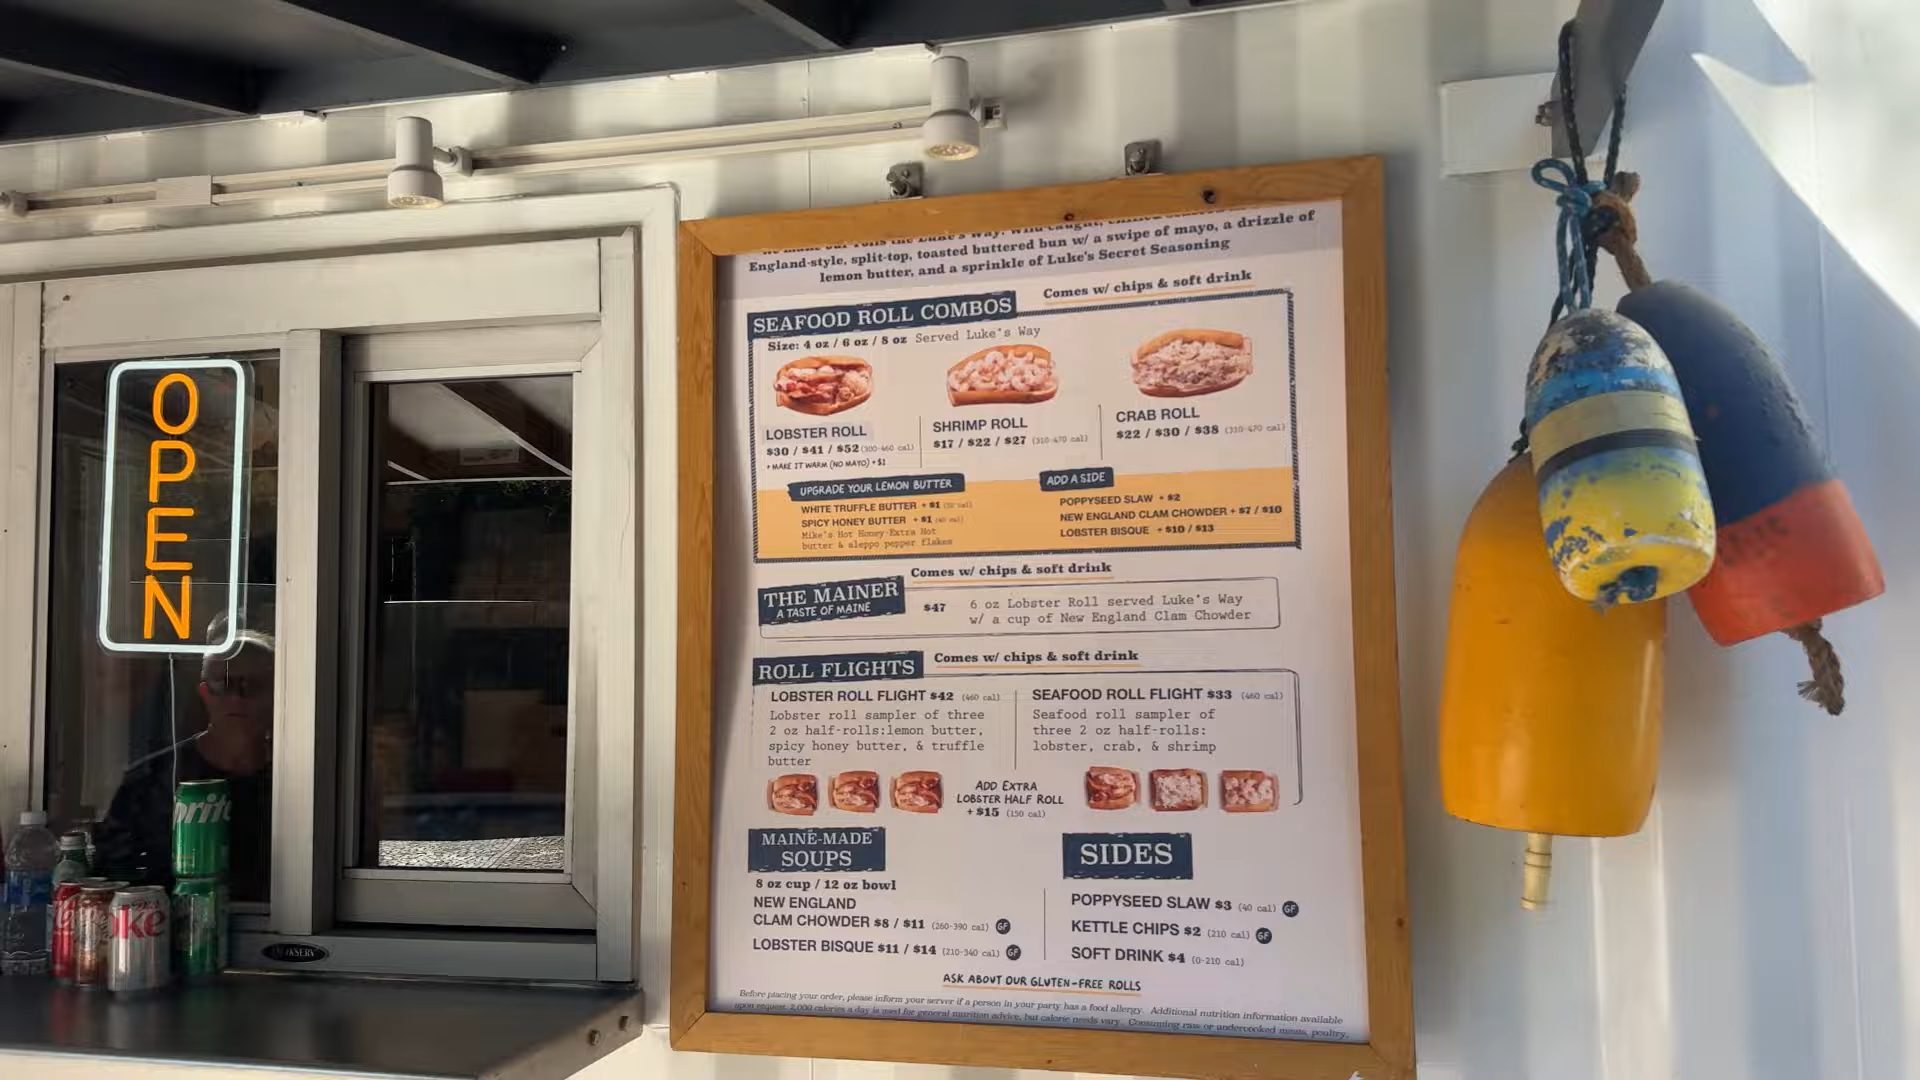 OPEN
our rolls the Luke's Way: wild-caught, chilled
England-style, split-top, toasted buttered bun w/ a swipe of mayo, a drizzle of
lemon butter, and a sprinkle of Luke's Secret Seasoning
SEAFOOD ROLL COMBOS
Comes w/ chips & soft drink
Size: 4 oz / 6 oz / 8 oz Served Luke's Way
LOBSTER ROLL
$30 / $41 / $52 (300-460 cal)
+ MAKE IT WARM (NO MAYO) + $1
SHRIMP ROLL
$17 / $22 / $27 (310-470 cal)
CRAB ROLL
$22 / $30 / $38 (310-470 cal)
UPGRADE YOUR LEMON BUTTER
WHITE TRUFFLE BUTTER + $1
SPICY HONEY BUTTER + $1
Mike's Hot Honey-Extra Hot
butter & aleppo pepper flakes
ADD A SIDE
POPPYSEED SLAW + $2
NEW ENGLAND CLAM CHOWDER + $7 / $10
LOBSTER BISQUE + $10 / $13
THE MAINER
A TASTE OF MAINE
Comes w/ chips & soft drink
$47
6 oz Lobster Roll served Luke's Way
w/ a cup of New England Clam Chowder
ROLL FLIGHTS
Comes w/ chips & soft drink
LOBSTER ROLL FLIGHT $42 (460 cal)
Lobster roll sampler of three
2 oz half-rolls:lemon butter,
spicy honey butter, & truffle
butter
SEAFOOD ROLL FLIGHT $33 (460 cal)
Seafood roll sampler of
three 2 oz half-rolls:
lobster, crab, & shrimp
ADD EXTRA
LOBSTER HALF ROLL
+ $15 (150 cal)
MAINE-MADE
SOUPS
8 oz cup / 12 oz bowl
NEW ENGLAND
CLAM CHOWDER $8 / $11 (260-390 cal) GF
LOBSTER BISQUE $11 / $14 (210-340 cal) GF
SIDES
POPPYSEED SLAW $3 (40 cal) GF
KETTLE CHIPS $2 (210 cal) GF
SOFT DRINK $4 (0-210 cal)
ASK ABOUT OUR GLUTEN-FREE ROLLS
Before placing your order, please inform your server if a person in your party has a food allergy. Additional nutrition information available
upon request. 2,000 calories a day is used for general nutrition advice, but calorie needs vary. Consuming raw or undercooked meats, poultry,
prite
oke